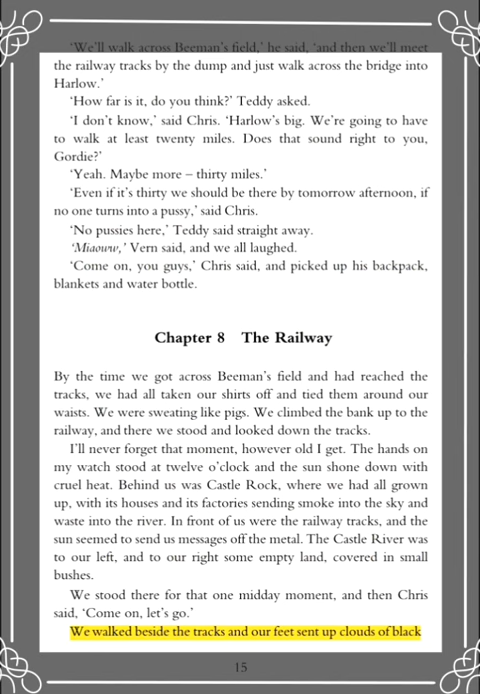 ‘We’ll walk across Beeman’s field,’ he said, ‘and then we’ll meet
the railway tracks by the dump and just walk across the bridge into
Harlow.’
‘How far is it, do you think?’ Teddy asked.
‘I don’t know,’ said Chris. ‘Harlow’s big. We’re going to have
to walk at least twenty miles. Does that sound right to you,
Gordie?’
‘Yeah. Maybe more – thirty miles.’
‘Even if it’s thirty we should be there by tomorrow afternoon, if
no one turns into a pussy,’ said Chris.
‘No pussies here,’ Teddy said straight away.
‘Miaoww,’ Vern said, and we all laughed.
‘Come on, you guys,’ Chris said, and picked up his backpack,
blankets and water bottle.
Chapter 8 The Railway
By the time we got across Beeman’s field and had reached the
tracks, we had all taken our shirts off and tied them around our
waists. We were sweating like pigs. We climbed the bank up to the
railway, and there we stood and looked down the tracks.
I’ll never forget that moment, however old I get. The hands on
my watch stood at twelve o’clock and the sun shone down with
cruel heat. Behind us was Castle Rock, where we had all grown
up, with its houses and its factories sending smoke into the sky and
waste into the river. In front of us were the railway tracks, and the
sun seemed to send us messages off the metal. The Castle River was
to our left, and to our right some empty land, covered in small
bushes.
We stood there for that one midday moment, and then Chris
said, ‘Come on, let’s go.’
We walked beside the tracks and our feet sent up clouds of black
15